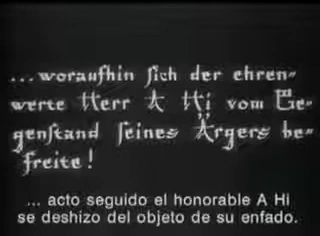 ...woraufhin sich der ehren=
werte Herr A Hi vom Ge=
genstand seines Ärgers be=
freite!
... acto seguido el honorable A Hi
se deshizo del objeto de su enfado.